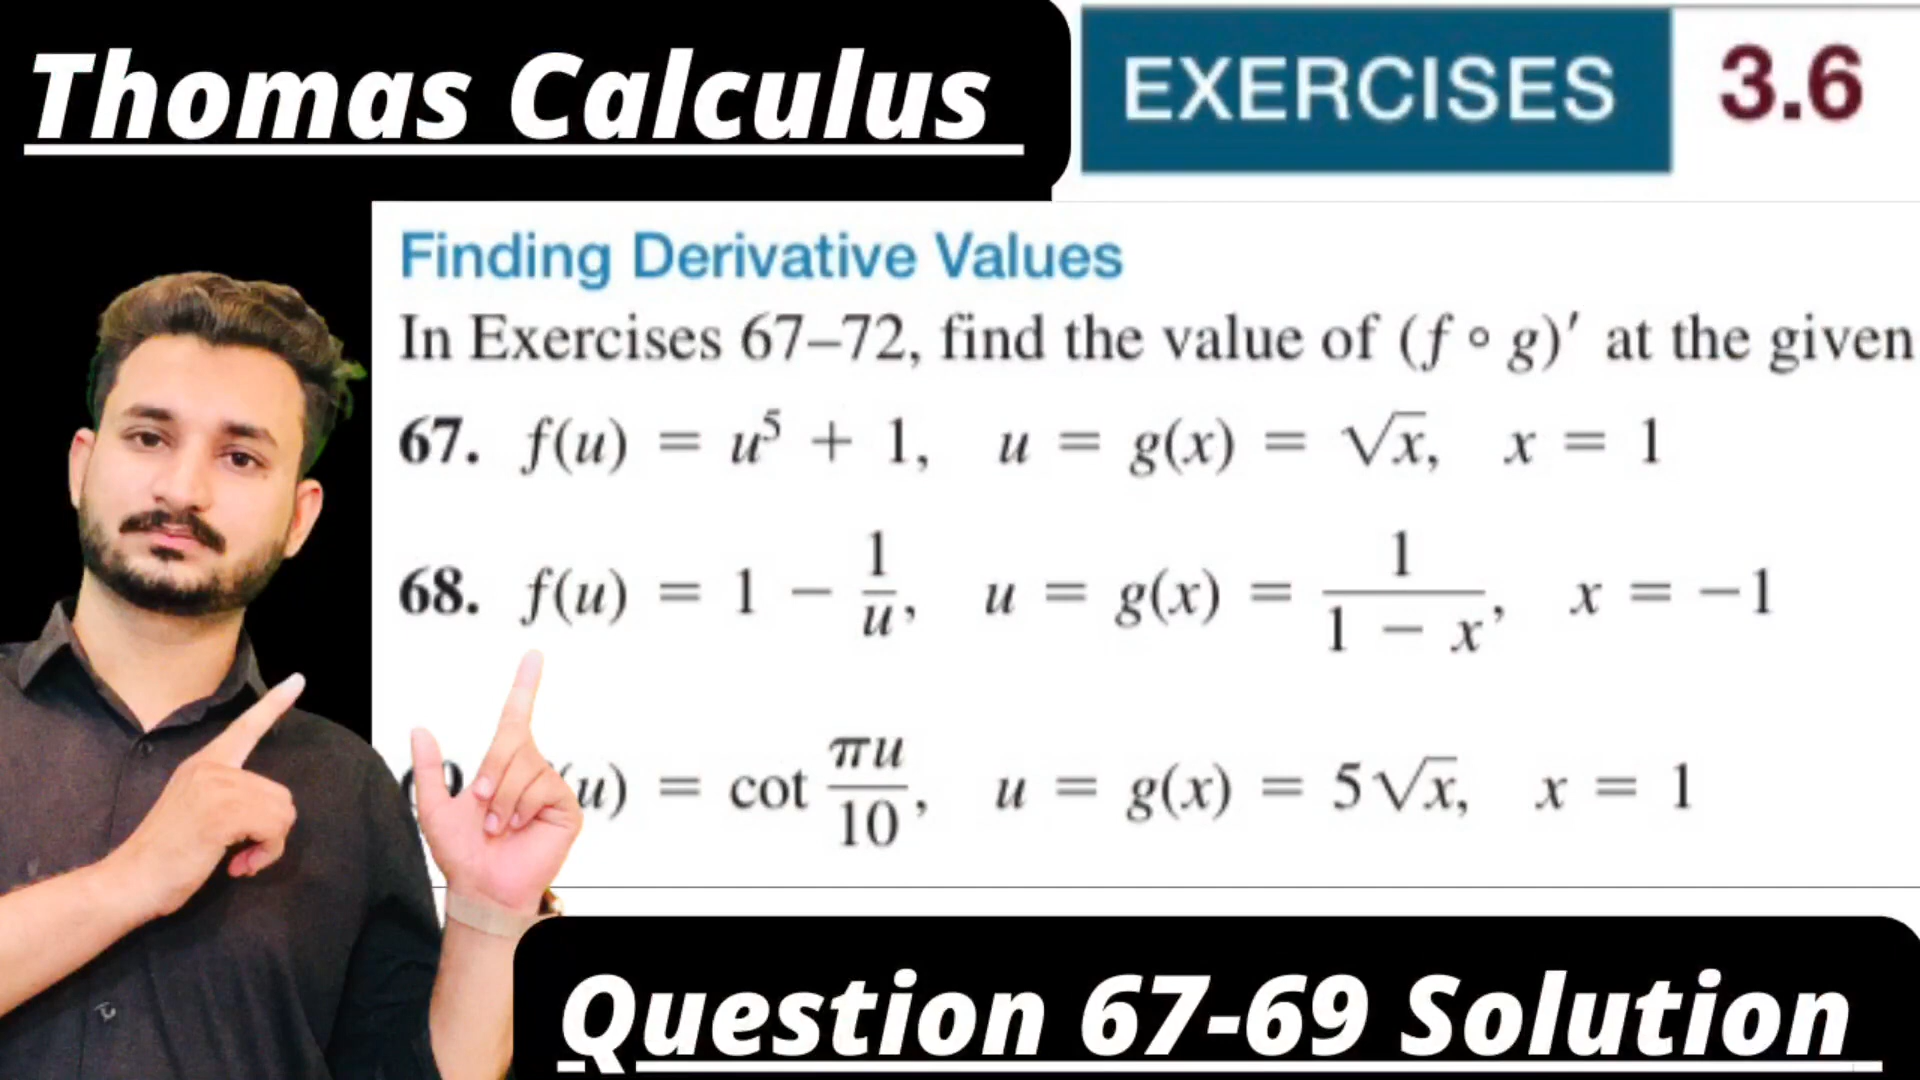 Thomas Calculus
EXERCISES 3.6
Finding Derivative Values
In Exercises 67–72, find the value of (f ∘ g)′ at the given
67. f(u) = u⁵ + 1, u = g(x) = √x, x = 1
68. f(u) = 1 − 1/u, u = g(x) = 1/(1 − x), x = −1
(u) = cot πu/10, u = g(x) = 5√x, x = 1
Question 67-69 Solution